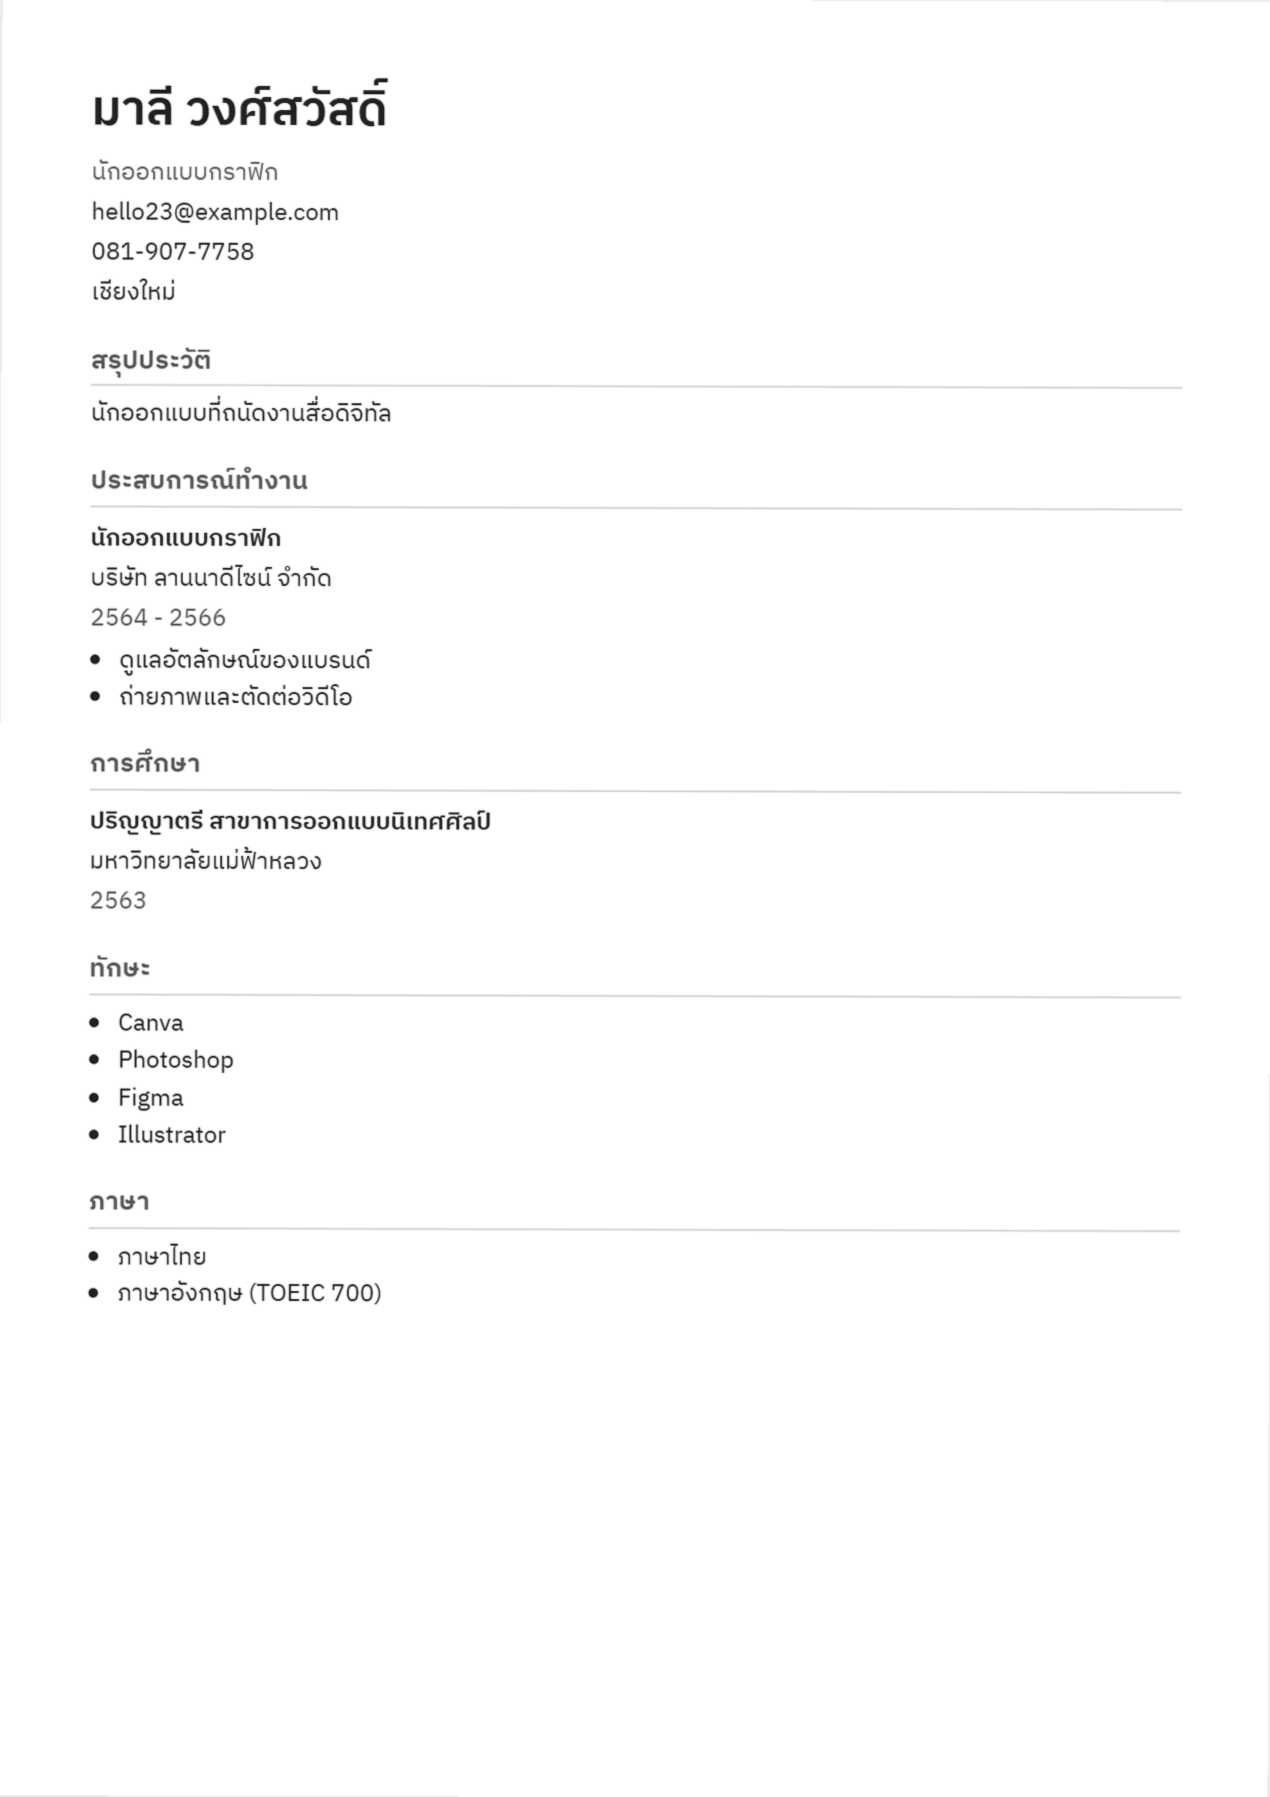 มาลี วงศ์สวัสดิ์
นักออกแบบกราฟิก
hello23@example.com
081-907-7758
เชียงใหม่
สรุปประวัติ
นักออกแบบที่ถนัดงานสื่อดิจิทัล
ประสบการณ์ทำงาน
นักออกแบบกราฟิก
บริษัท ลานนาดีไซน์ จำกัด
2564 - 2566
• ดูแลอัตลักษณ์ของแบรนด์
• ถ่ายภาพและตัดต่อวิดีโอ
การศึกษา
ปริญญาตรี สาขาการออกแบบนิเทศศิลป์
มหาวิทยาลัยแม่ฟ้าหลวง
2563
ทักษะ
• Canva
• Photoshop
• Figma
• Illustrator
ภาษา
• ภาษาไทย
• ภาษาอังกฤษ (TOEIC 700)